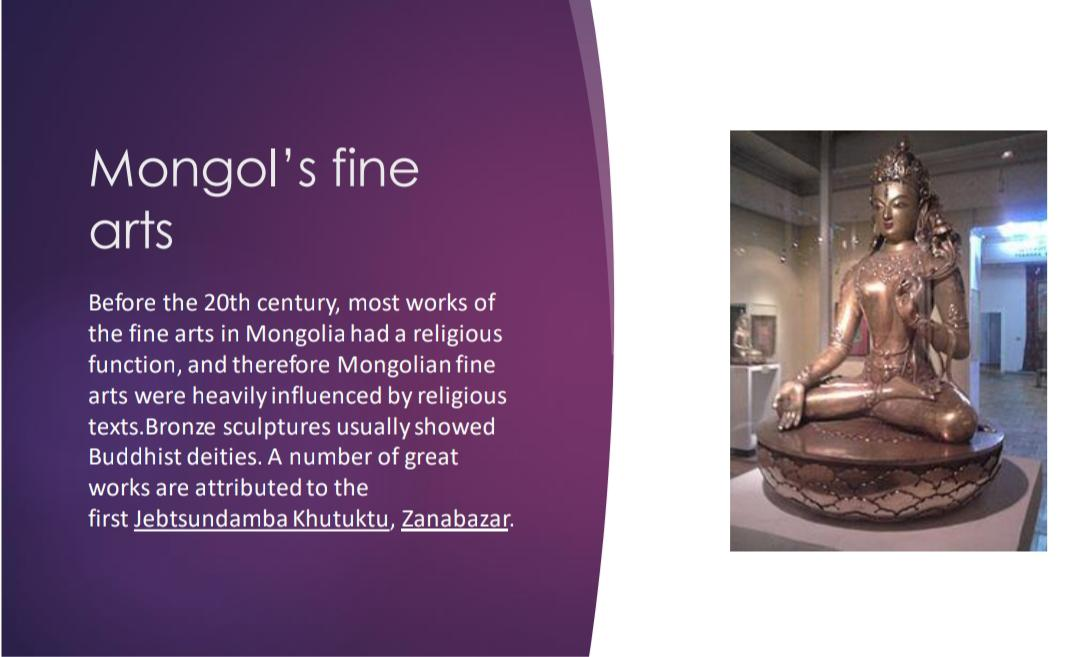 Mongol’s fine
arts
Before the 20th century, most works of
the fine arts in Mongolia had a religious
function, and therefore Mongolian fine
arts were heavily influenced by religious
texts.Bronze sculptures usually showed
Buddhist deities. A number of great
works are attributed to the
first Jebtsundamba Khutuktu, Zanabazar.